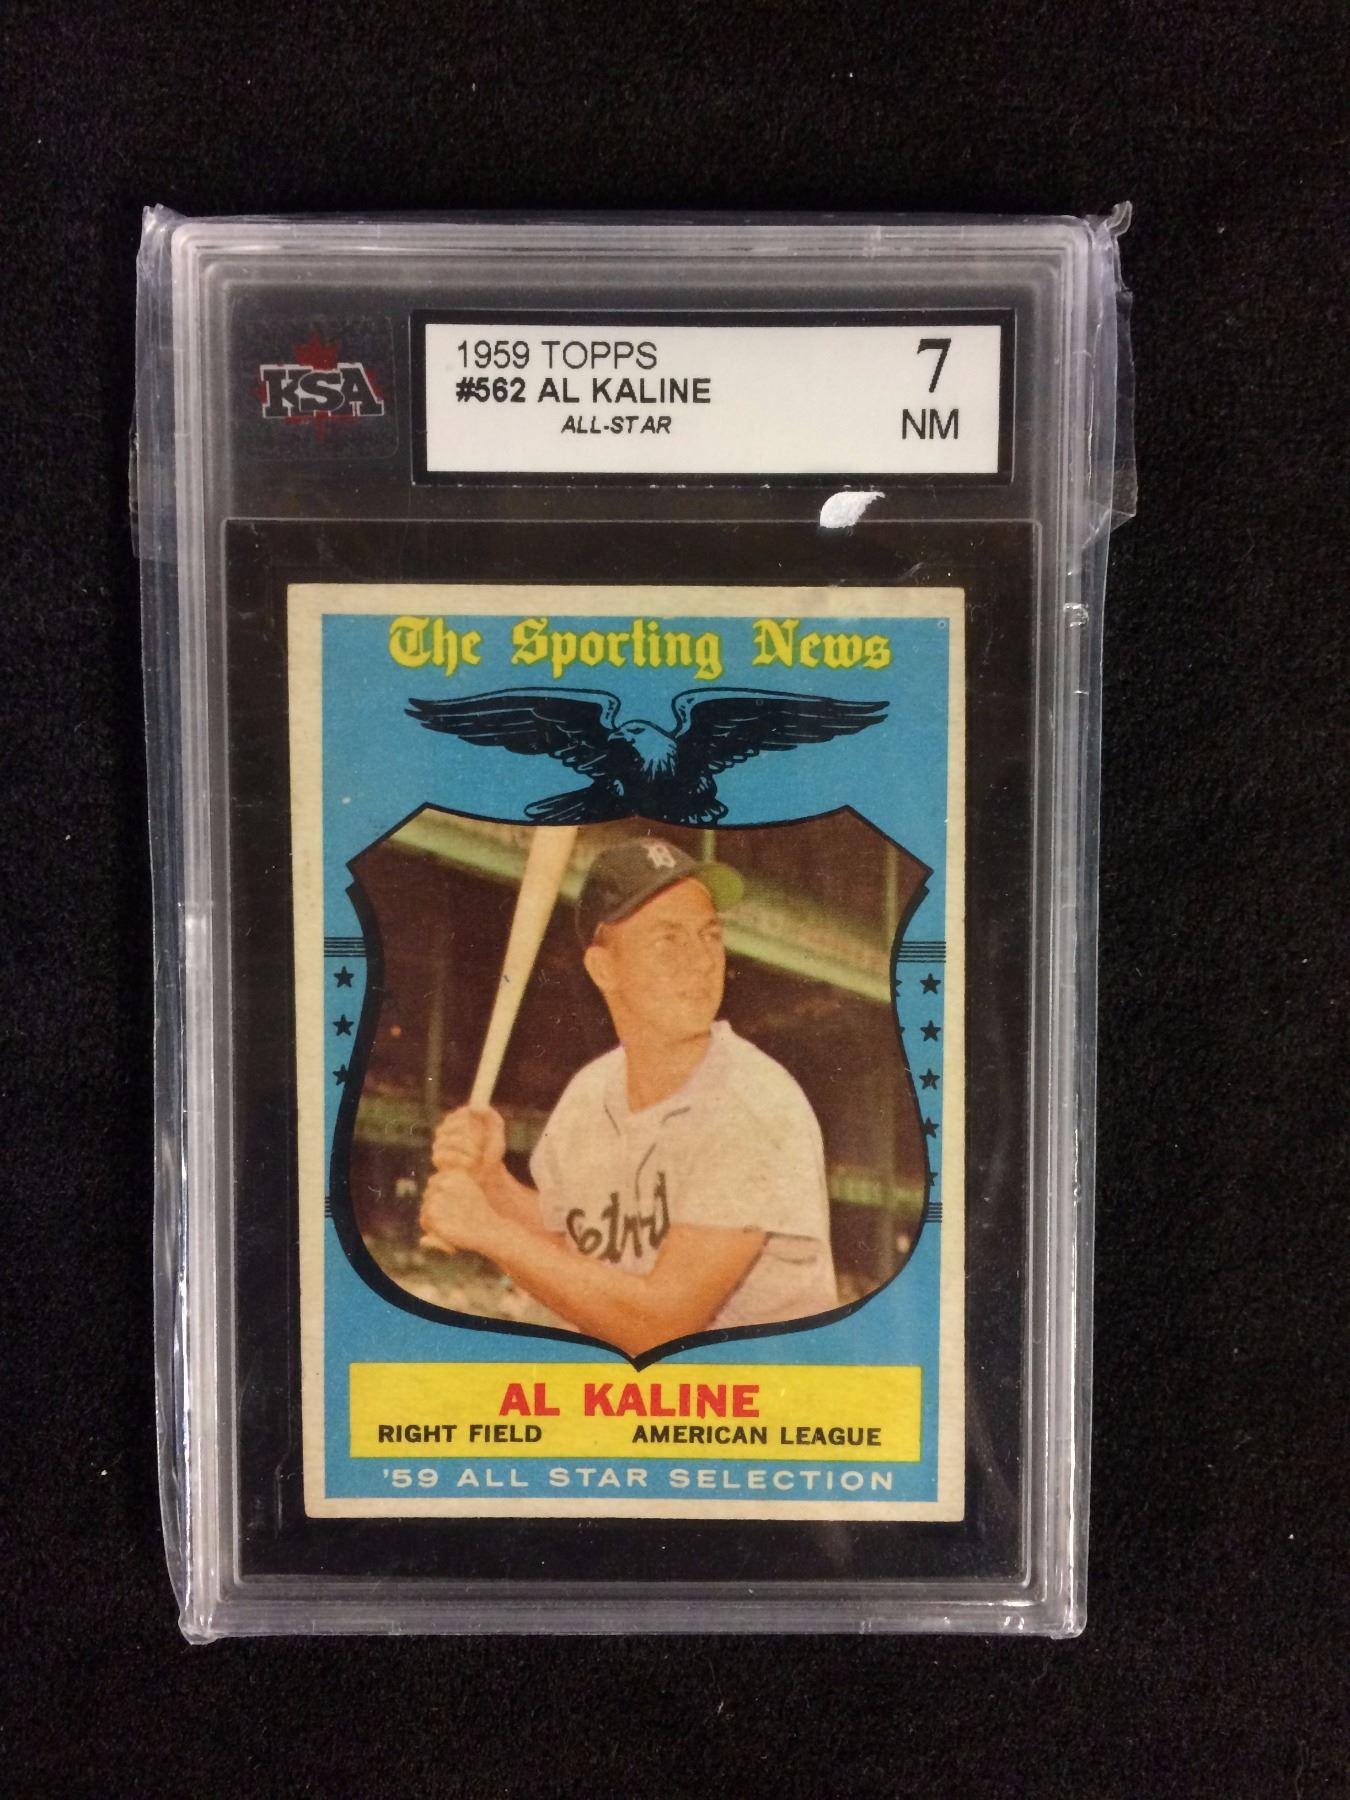 KSA
1959 TOPPS
#562 AL KALINE
ALL-STAR
7
NM
The Sporting News
Detroit
AL KALINE
RIGHT FIELD AMERICAN LEAGUE
'59 ALL STAR SELECTION